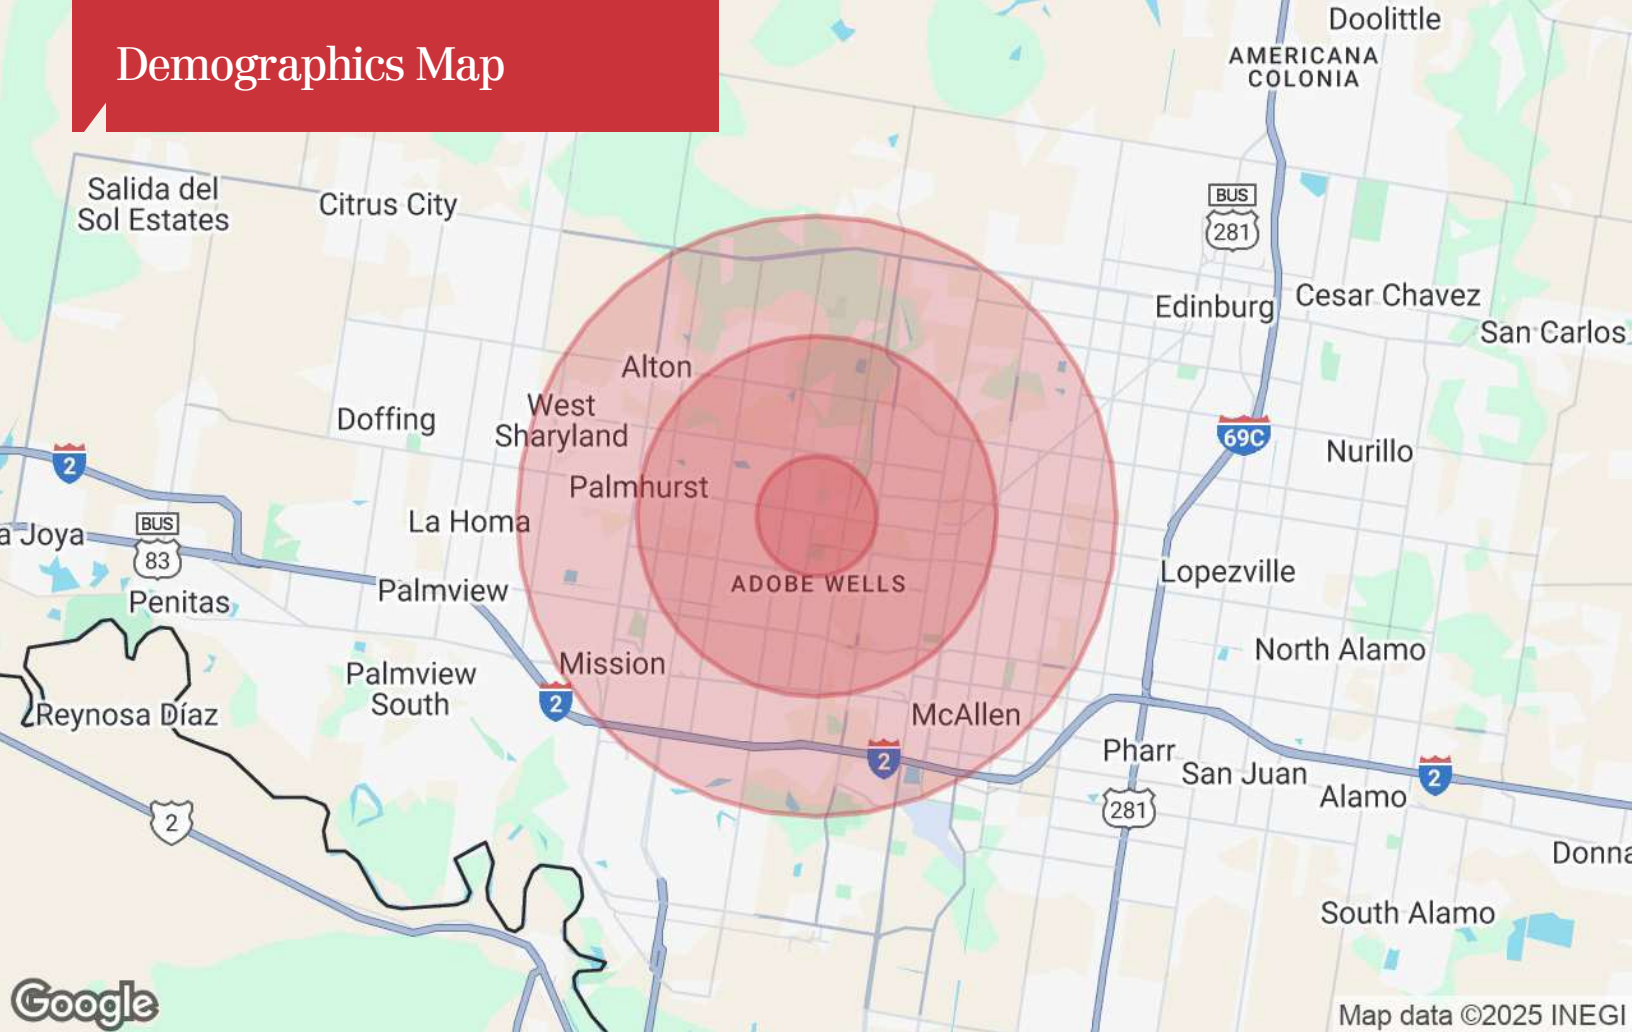 Demographics Map
Doolittle
AMERICANA
COLONIA
Salida del
Sol Estates
Citrus City
BUS
281
Edinburg
Cesar Chavez
San Carlos
Alton
West
Sharyland
Doffing
69C
Nurillo
2
Palmhurst
La Homa
a Joya
BUS
83
Penitas
Palmview
ADOBE WELLS
Lopezville
Mission
North Alamo
Palmview
South
2
Reynosa Díaz
McAllen
2
Pharr
San Juan
2
Alamo
281
2
Donna
South Alamo
Google
Map data ©2025 INEGI